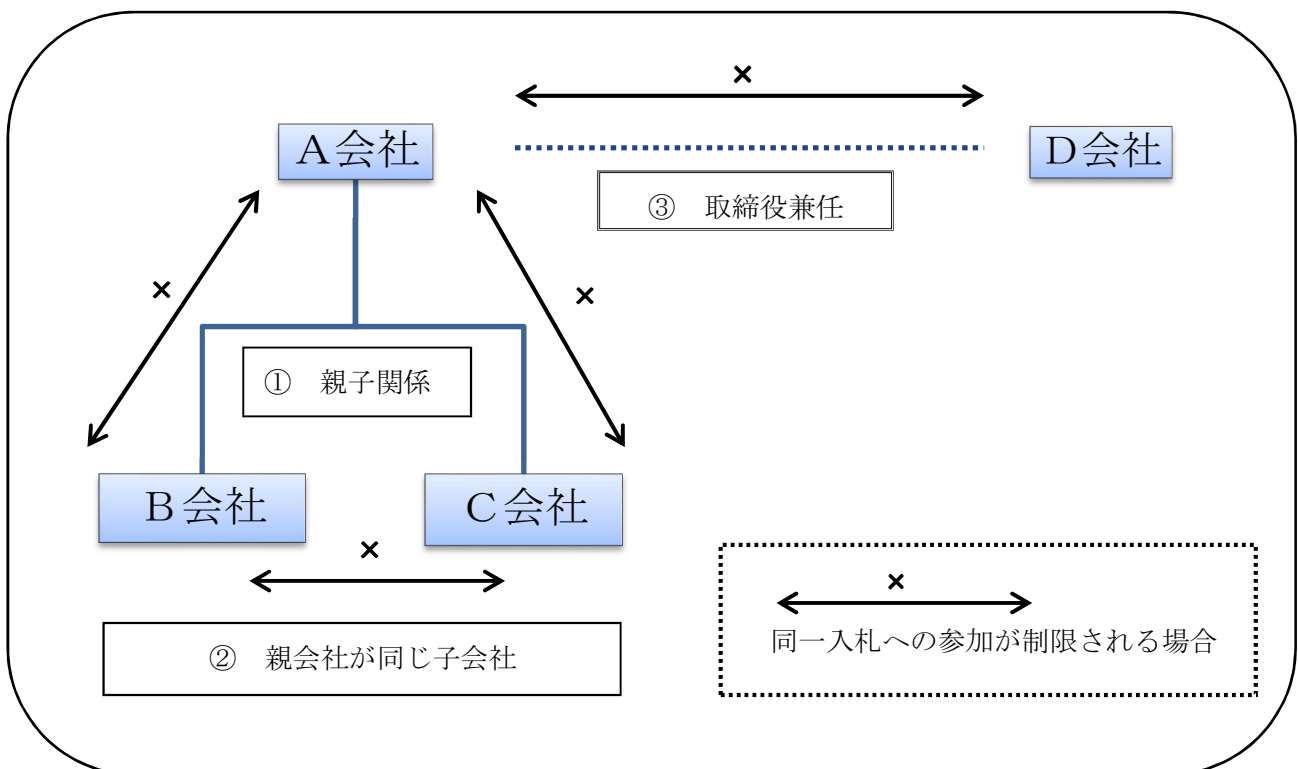 ×
A会社
D会社
③ 取締役兼任
×
×
① 親子関係
B会社
C会社
×
② 親会社が同じ子会社
×
同一入札への参加が制限される場合